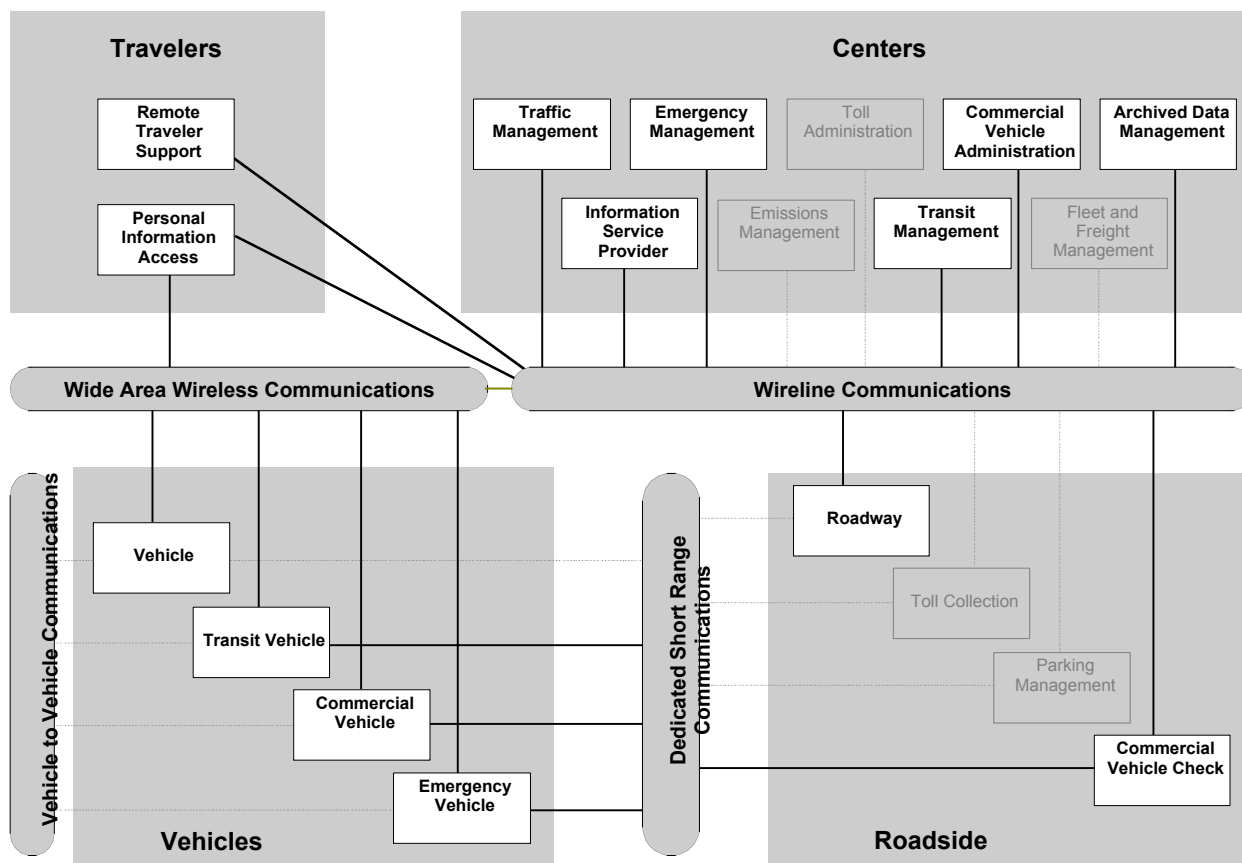 Travelers
Centers
Remote
Traveler
Support
Personal
Information
Access
Traffic
Management
Emergency
Management
Toll
Administration
Commercial
Vehicle
Administration
Archived Data
Management
Information
Service
Provider
Emissions
Management
Transit
Management
Fleet and
Freight
Management
Wide Area Wireless Communications
Wireline Communications
Vehicle to Vehicle Communications
Vehicle
Transit Vehicle
Commercial
Vehicle
Emergency
Vehicle
Vehicles
Dedicated Short Range
Communications
Roadway
Toll Collection
Parking
Management
Commercial
Vehicle Check
Roadside